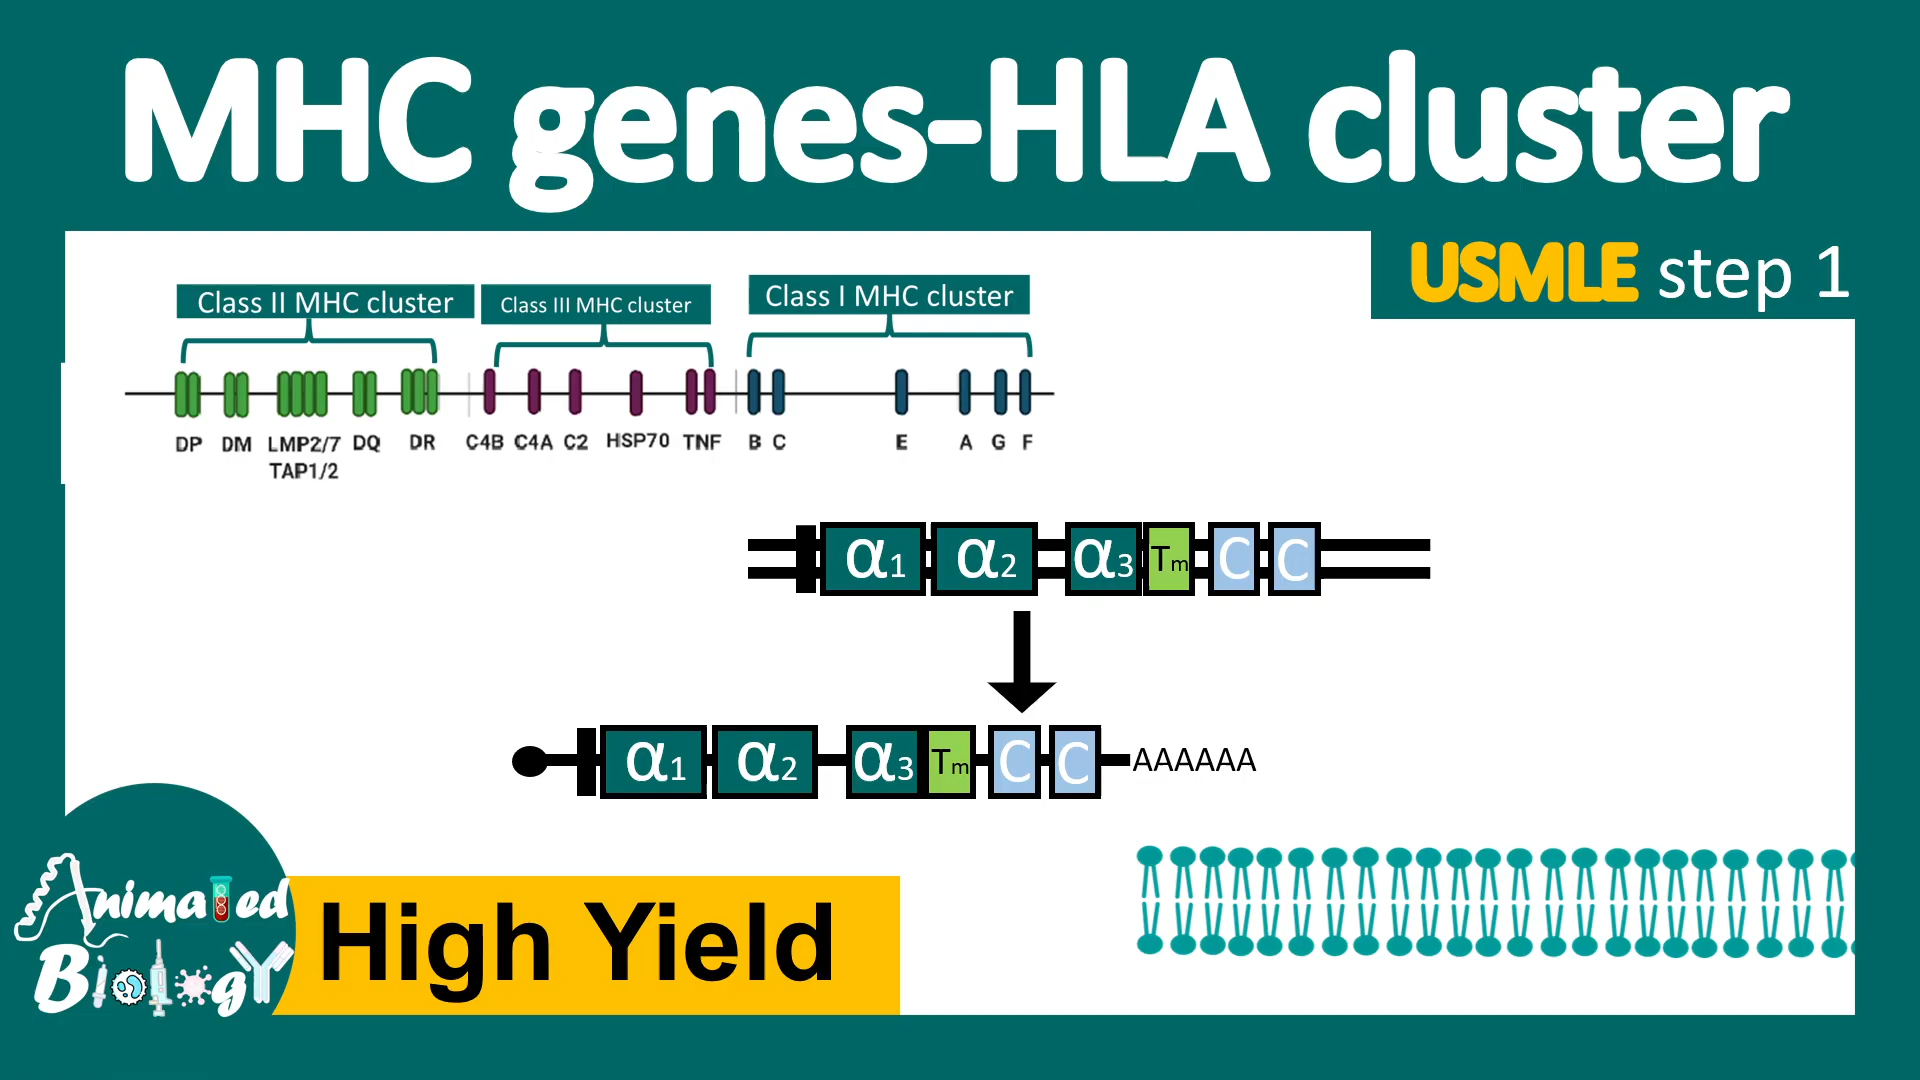 MHC genes-HLA cluster
USMLE step 1
Class II MHC cluster
Class III MHC cluster
Class I MHC cluster
DP DM LMP2/7 DQ DR C4B C4A C2 HSP70 TNF B C E A G F
TAP1/2
α1 α2 α3 Tm C C
α1 α2 α3 Tm C C AAAAAA
Animated
Biology
High Yield